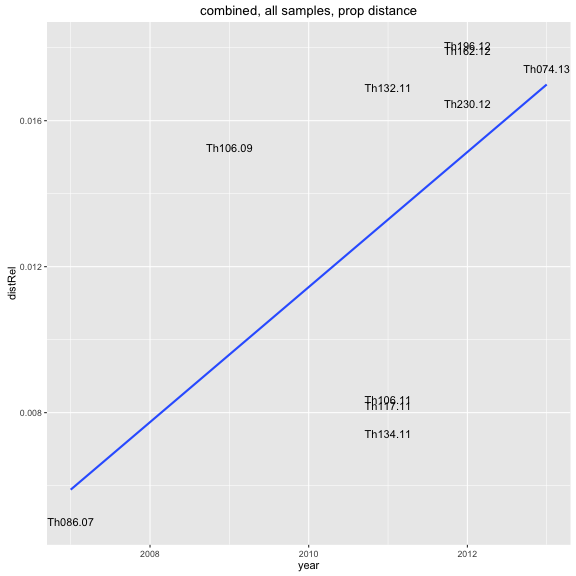 combined, all samples, prop distance
Th196.12
Th162.12
Th074.13
Th132.11
Th230.12
0.016
Th106.09
0.012
distRel
Th106.11
Th117.11
0.008
Th134.11
Th086.07
2008
2010
2012
year